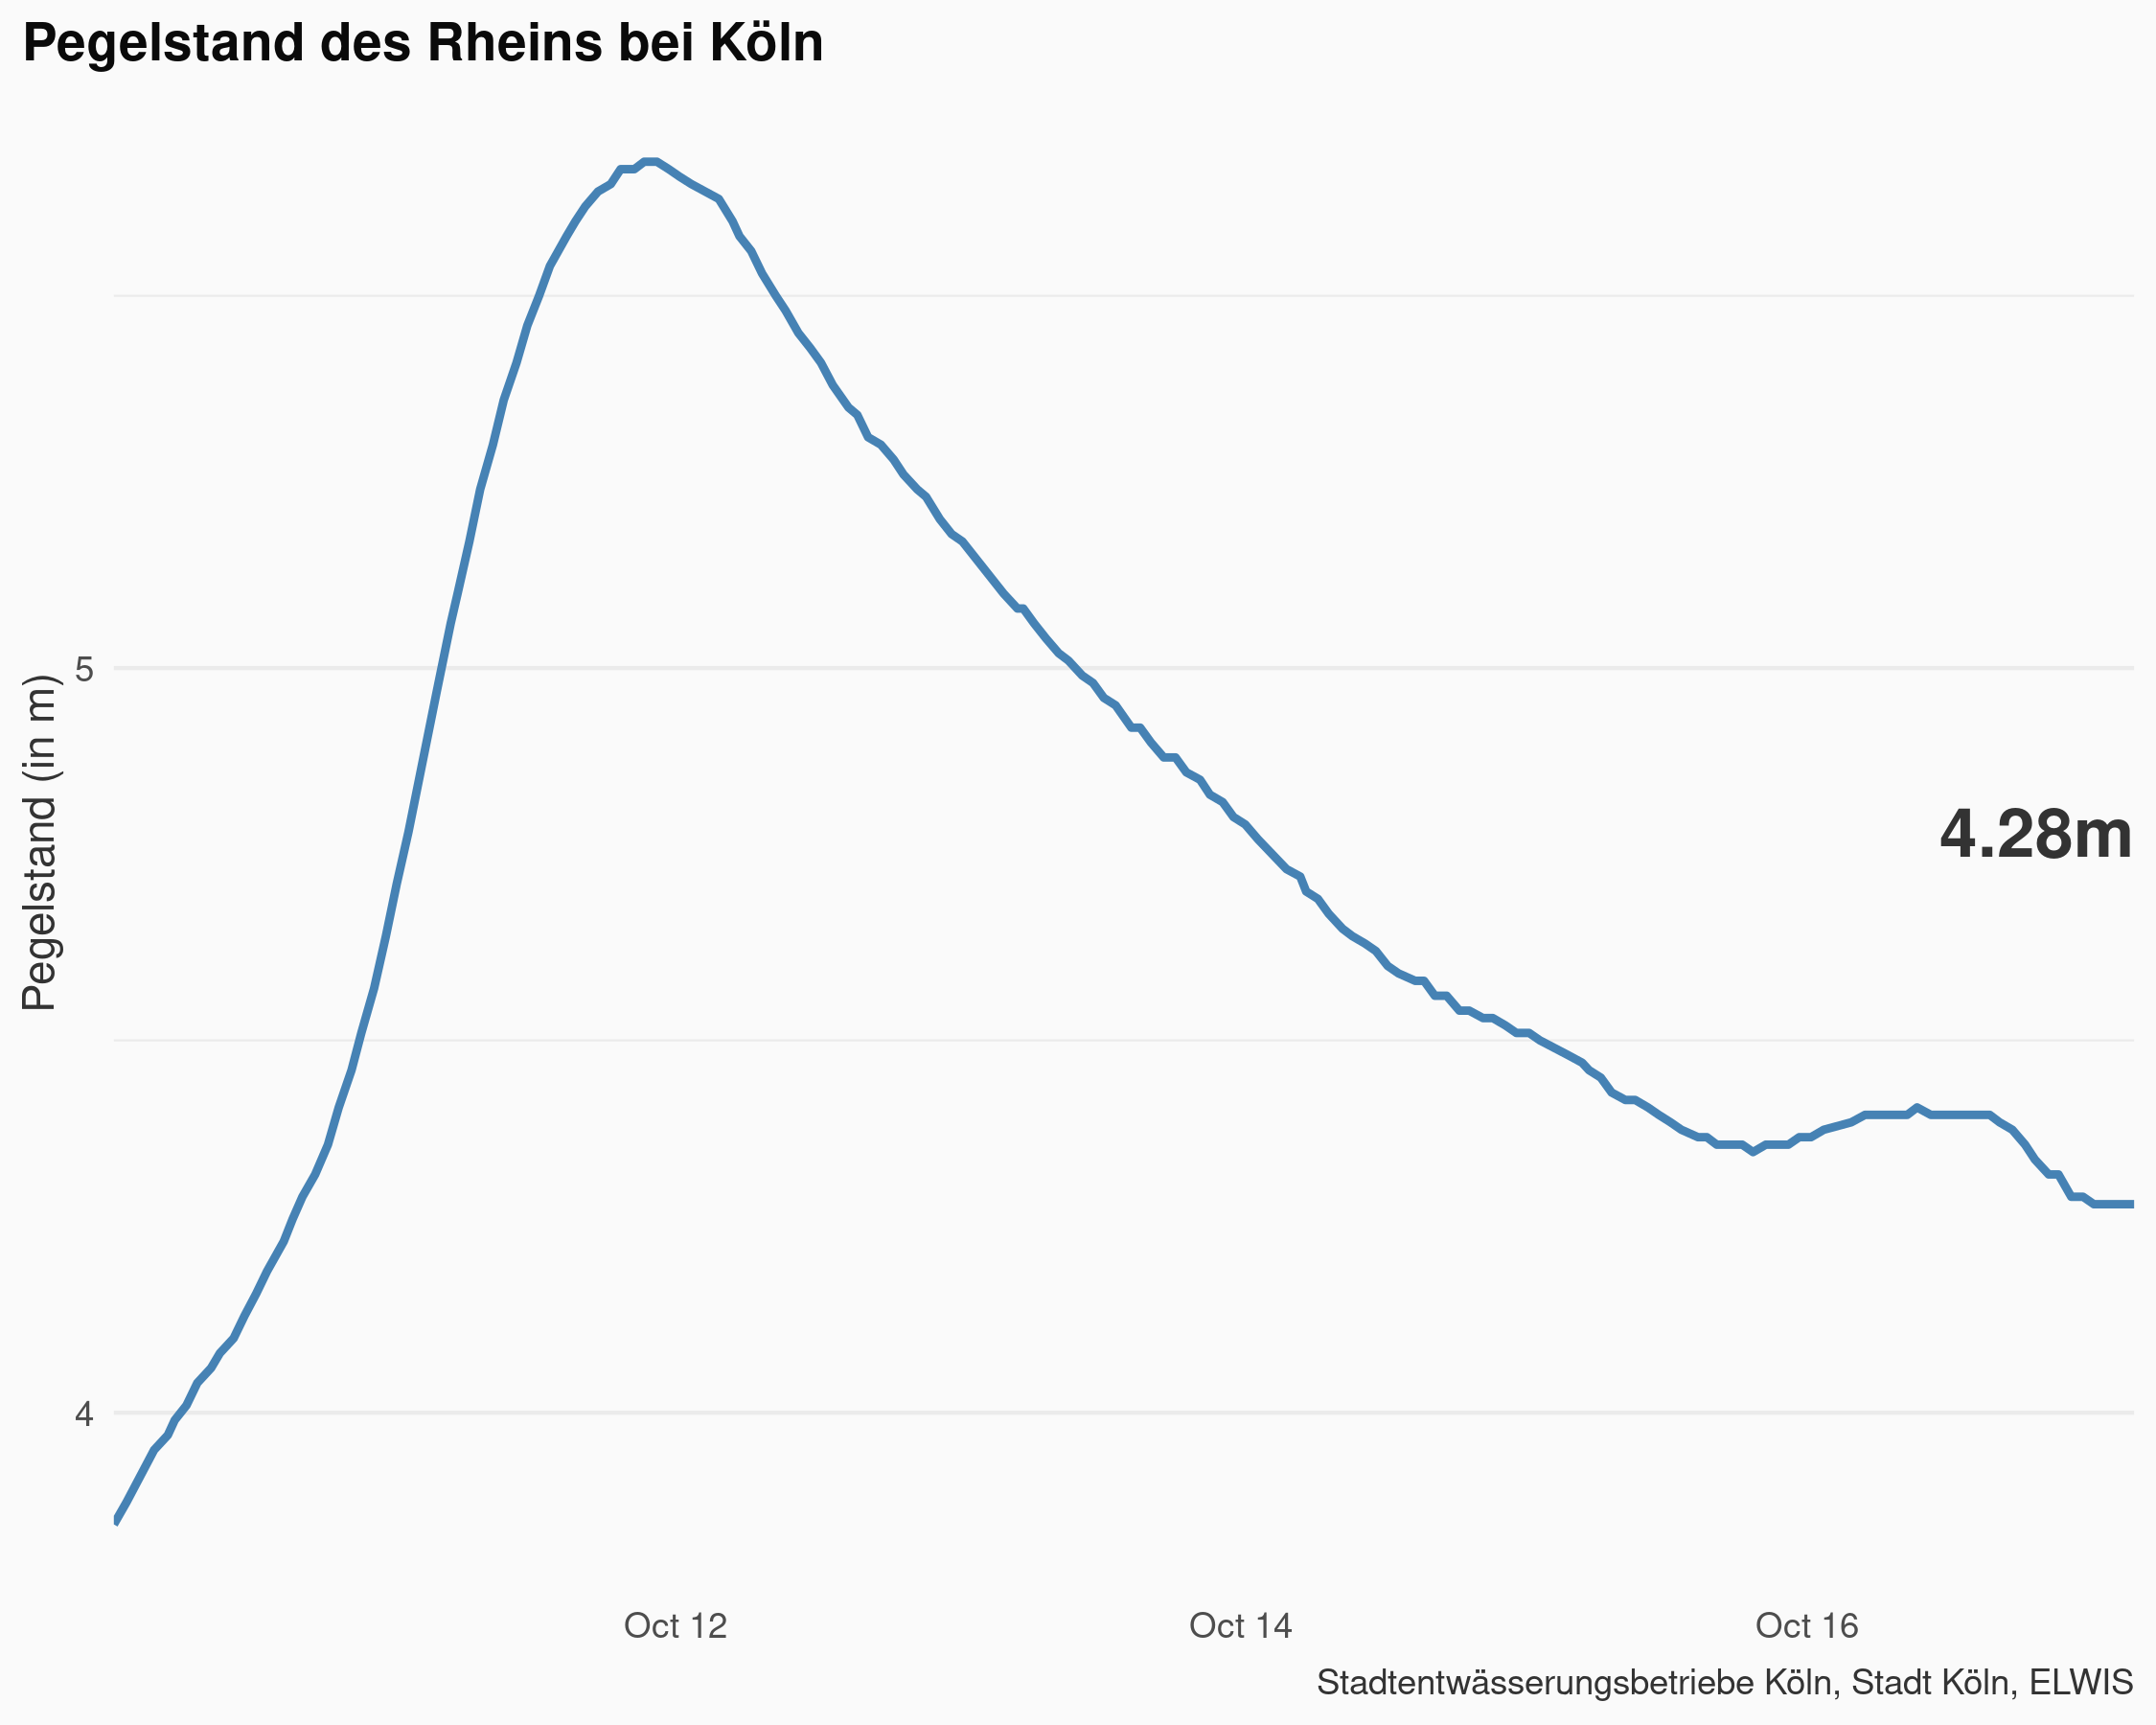 Pegelstand des Rheins bei Köln
Pegelstand (in m)
5
4
4.28m
Oct 12
Oct 14
Oct 16
Stadtentwässerungsbetriebe Köln, Stadt Köln, ELWIS